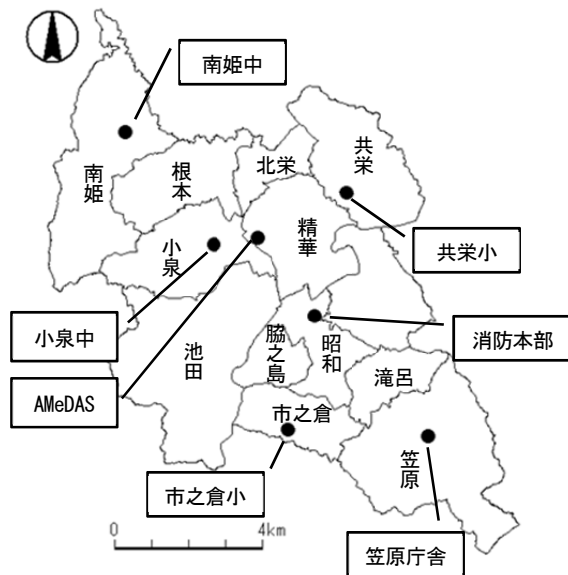 南姫中
共栄
北栄
根本
南姫
精華
小泉
共栄小
小泉中
消防本部
池田
脇之島
昭和
滝呂
AMeDAS
市之倉
笠原
市之倉小
0 4km
笠原庁舎